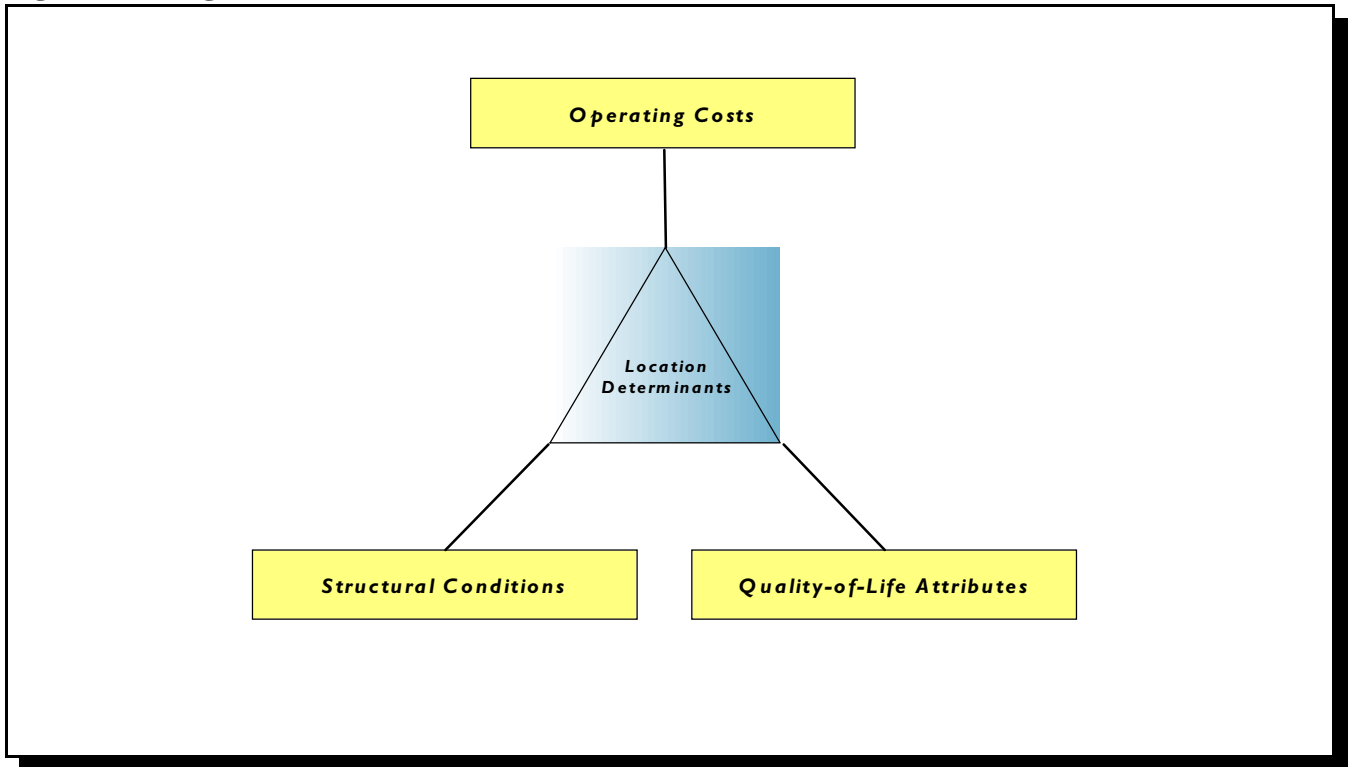 Operating Costs
Location
Determinants
Structural Conditions
Quality-of-Life Attributes